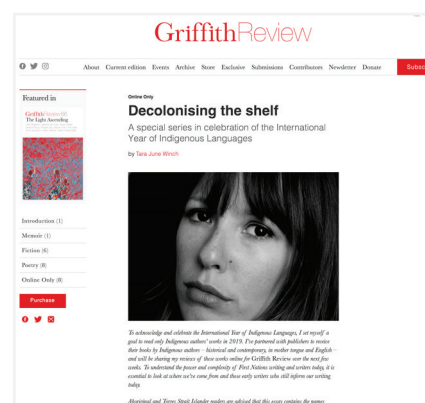 GriffithReview
About Current edition Events Archive Store Exclusive Submissions Contributors Newsletter Donate Subsc
Featured in
GriffithReview
The Light Ascending
Introduction (1)
Memoir (1)
Fiction (6)
Poetry (8)
Online Only (8)
Purchase
Online Only
Decolonising the shelf
A special series in celebration of the International
Year of Indigenous Languages
by Tara June Winch
To acknowledge and celebrate the International Year of Indigenous Languages, I set myself a
goal to read only Indigenous authors' works in 2019. I've partnered with publishers to receive
their books by Indigenous authors – historical and contemporary, in mother tongue and English –
and will be sharing my reviews of these works online for Griffith Review over the next few
weeks. To understand the power and complexity of First Nations writing and writers today, it is
essential to look at where we've come from and those early writers who still inform our writing
today.
Aboriginal and Torres Strait Islander readers are advised that this essay contains the names